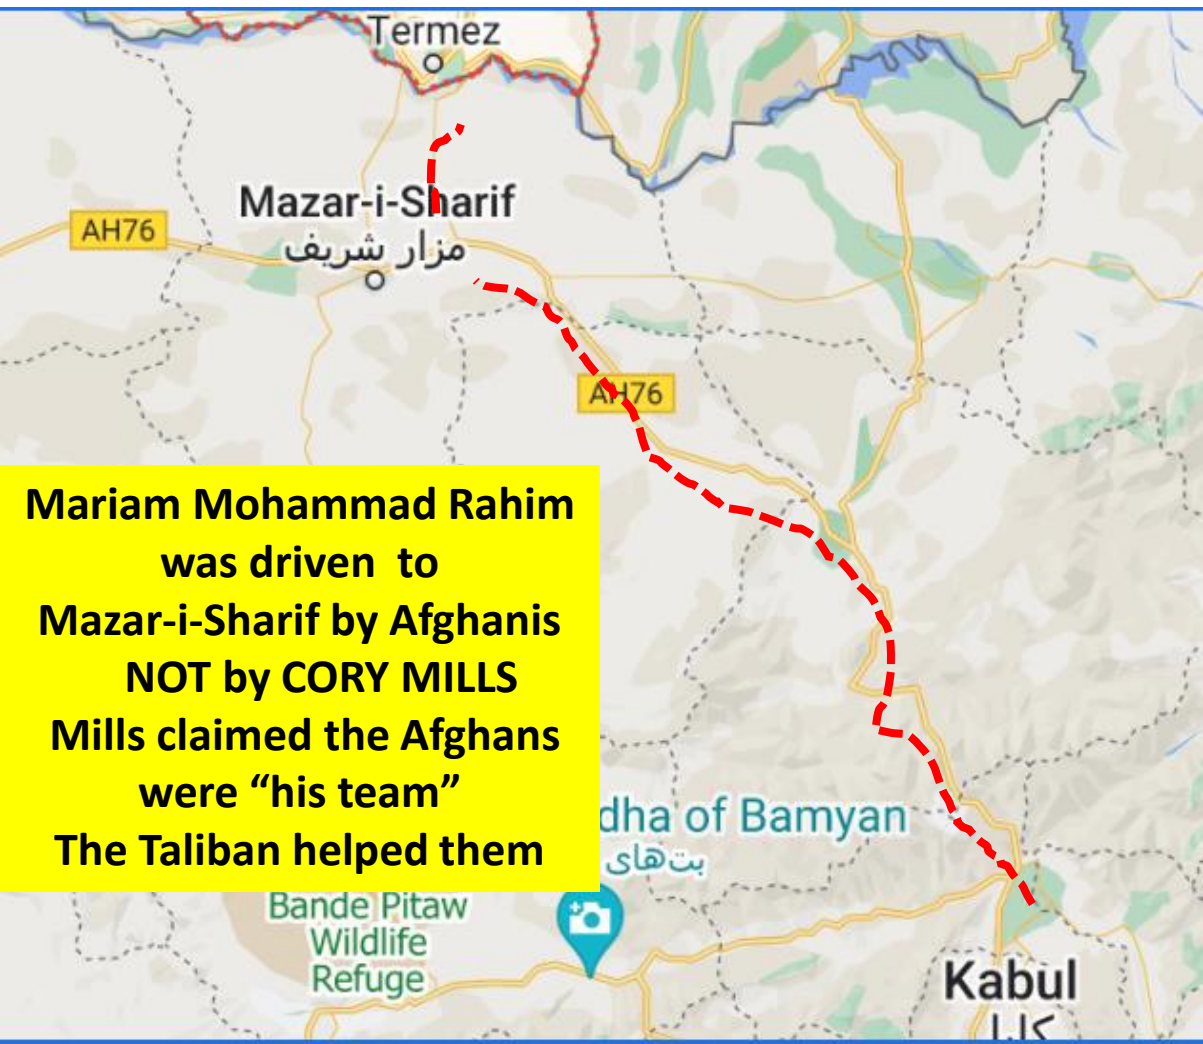 Termez
Mazar-i-Sharif
مزار شریف
AH76
AH76
Mariam Mohammad Rahim
was driven to
Mazar-i-Sharif by Afghanis
NOT by CORY MILLS
Mills claimed the Afghans
were “his team”
The Taliban helped them
dha of Bamyan
بت‌های
Bande Pitaw
Wildlife
Refuge
Kabul